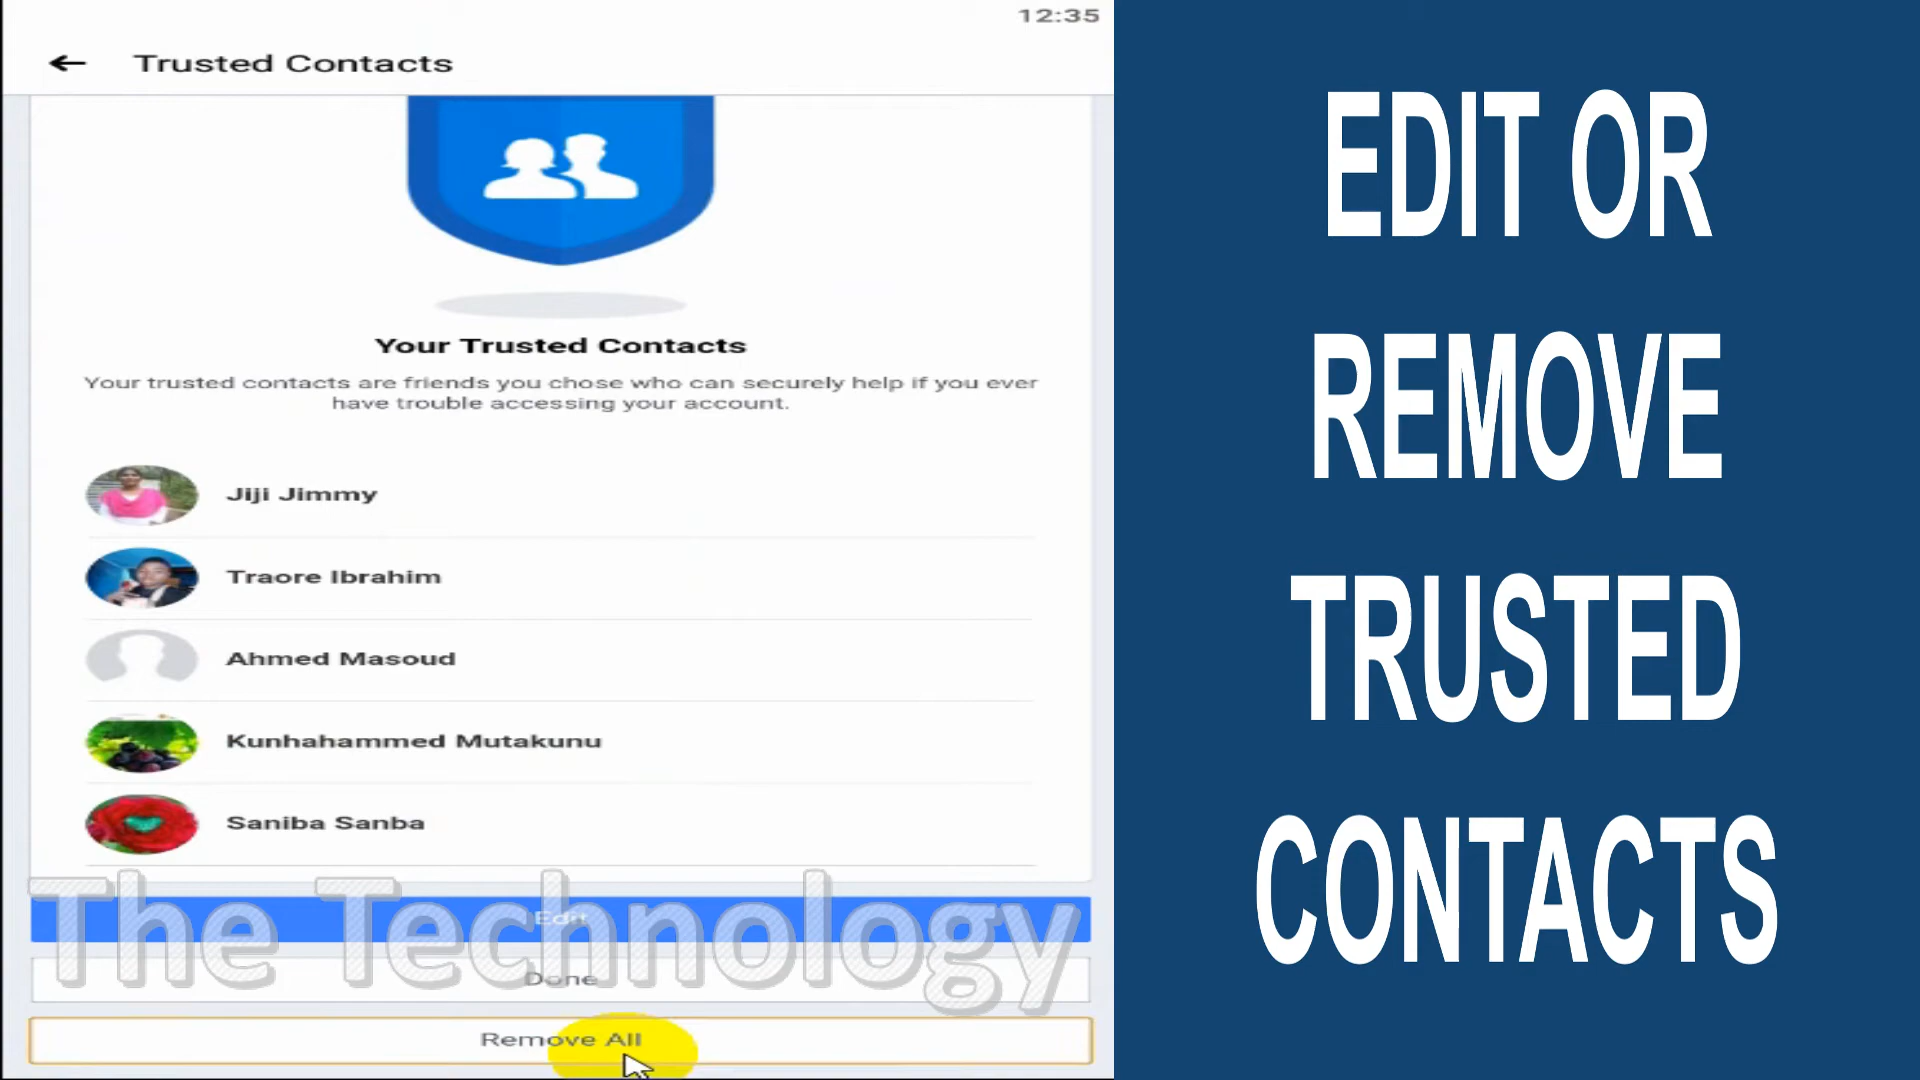 12:35
Trusted Contacts
Your Trusted Contacts
Your trusted contacts are friends you chose who can securely help if you ever
have trouble accessing your account.
Jiji Jimmy
Traore Ibrahim
Ahmed Masoud
Kunhahammed Mutakunu
Saniba Sanba
The Technology
Edit
Done
Remove All
EDIT OR
REMOVE
TRUSTED
CONTACTS